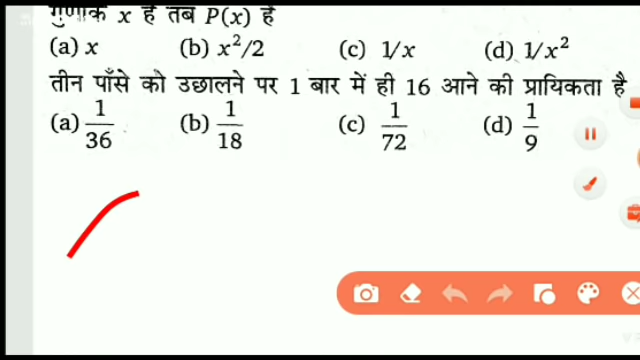 गुणांक x है तब P(x) है
(a) x (b) x²/2 (c) 1/x (d) 1/x²
तीन पाँसे को उछालने पर 1 बार में ही 16 आने की प्रायिकता है
(a) 1/36 (b) 1/18 (c) 1/72 (d) 1/9